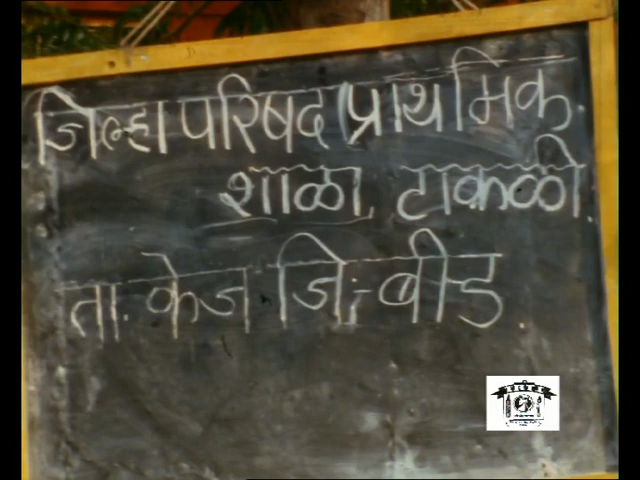 जिल्हा परिषद प्राथमिक
शाळा, टाकळी.
ता. केज जि:- बीड.